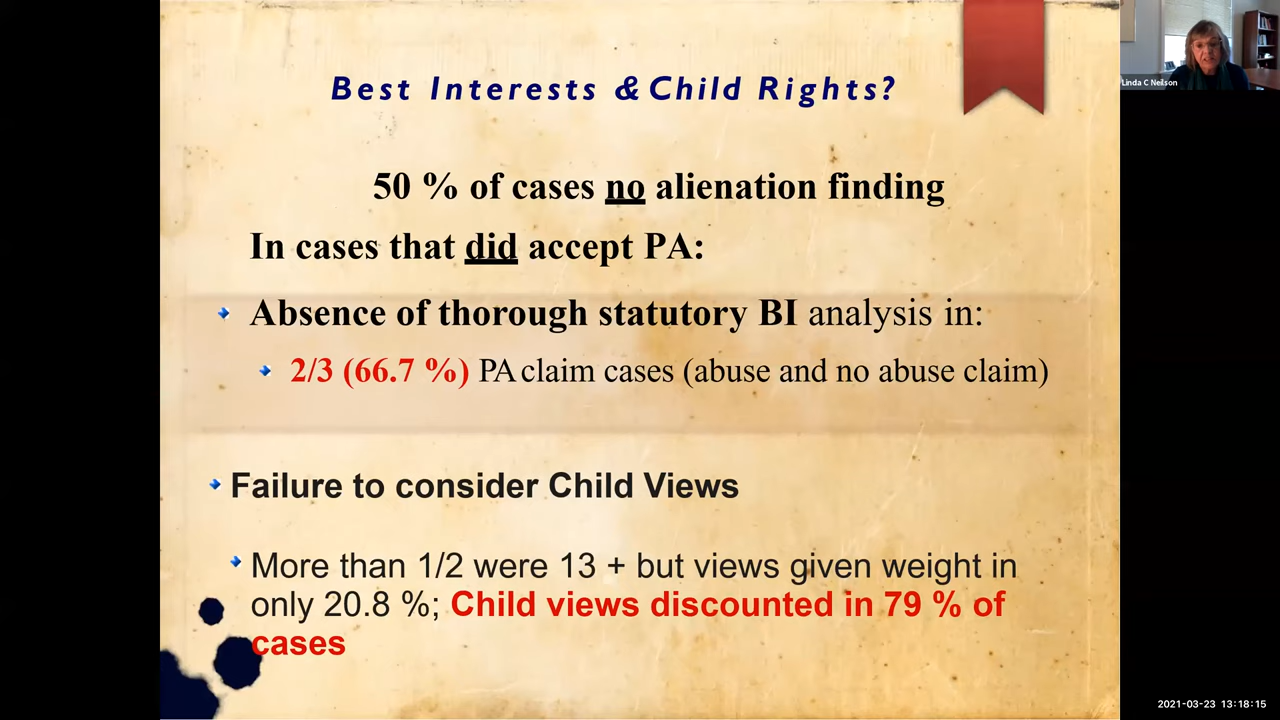 Best Interests & Child Rights?
50 % of cases no alienation finding
In cases that did accept PA:
Absence of thorough statutory BI analysis in:
2/3 (66.7 %) PA claim cases (abuse and no abuse claim)
Failure to consider Child Views
More than 1/2 were 13 + but views given weight in
only 20.8 %; Child views discounted in 79 % of
cases
Linda C Neilson
2021-03-23 13:18:15